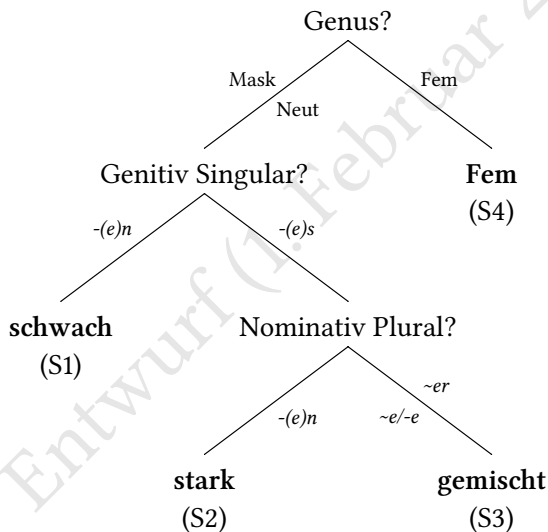 Genus?
Mask
Neut
Fem
Genitiv Singular?
Fem
(S4)
-(e)n
-(e)s
schwach
(S1)
Nominativ Plural?
-(e)n
~e/-e
~er
stark
(S2)
gemischt
(S3)
Entwurf (1. Februar 2